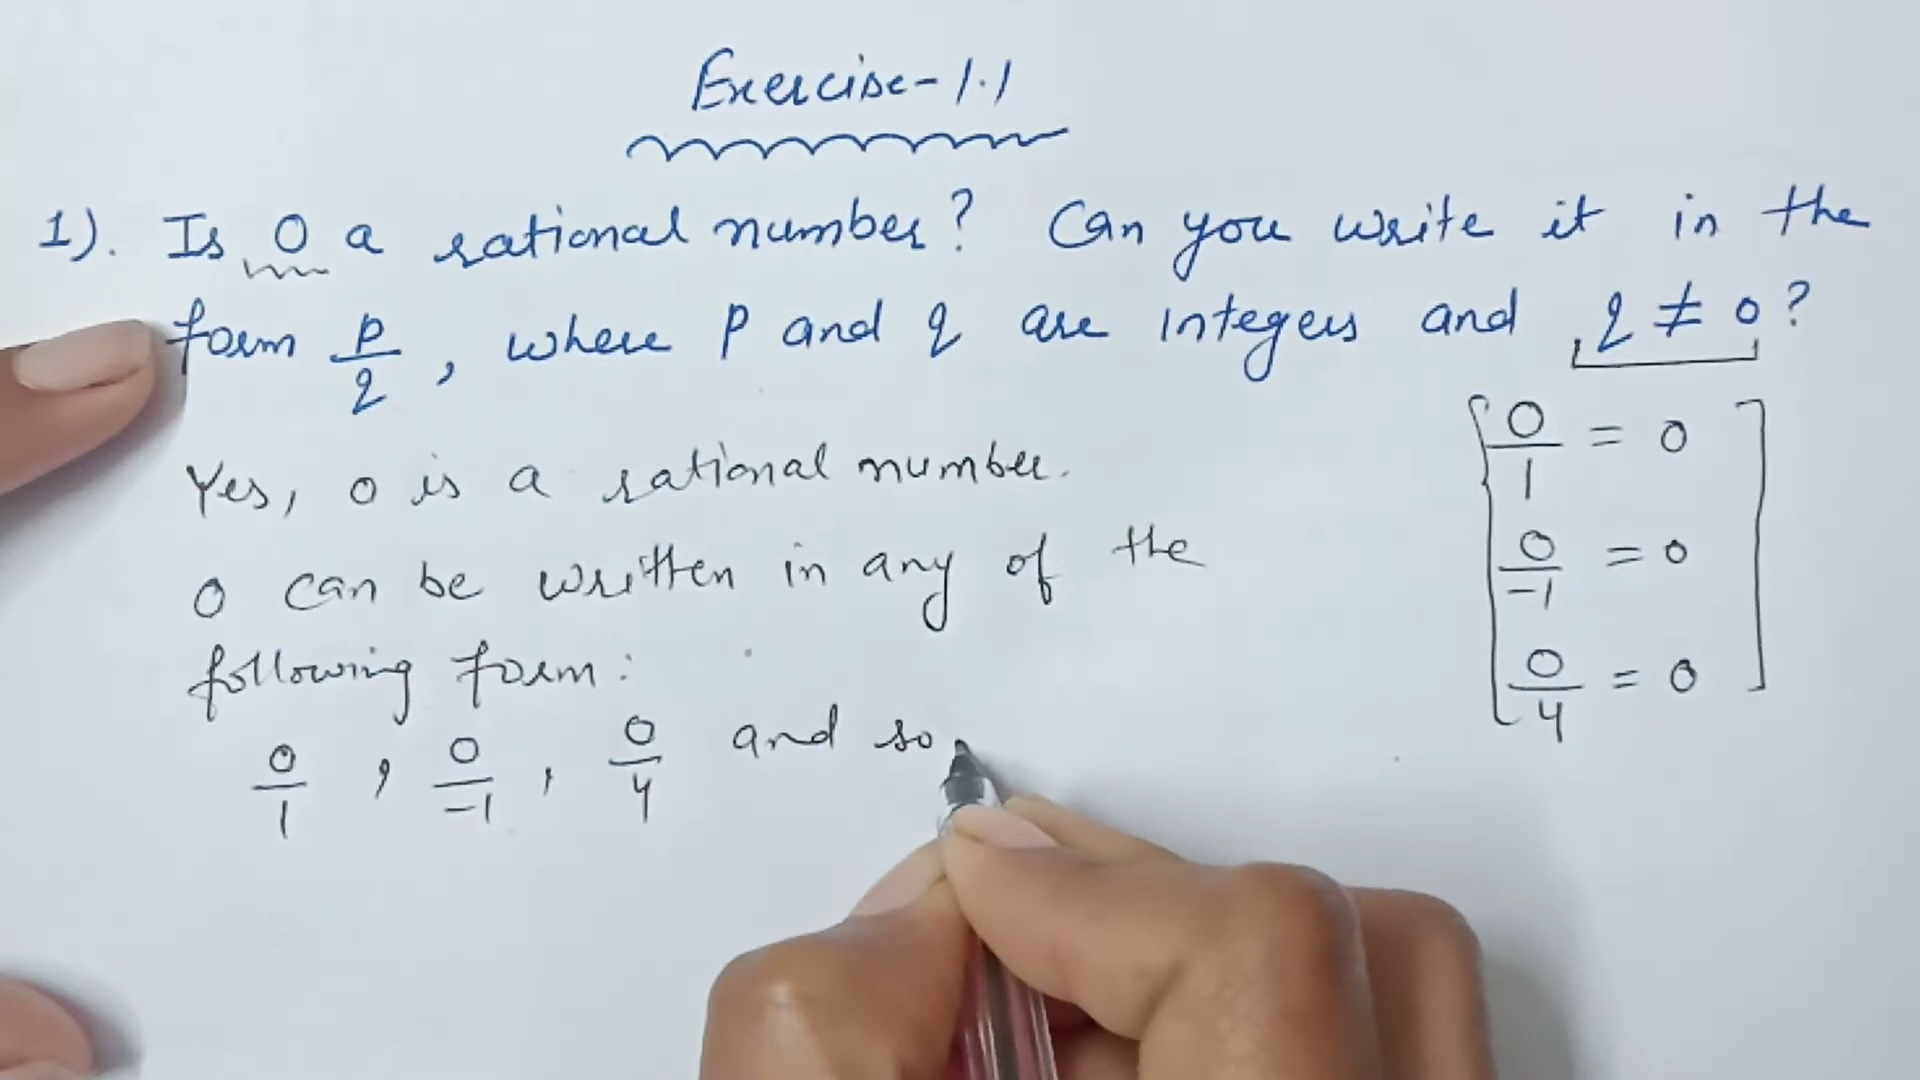 Exercise-1.1
1). Is 0 a rational number? Can you write it in the
form p/q, where p and q are integers and q ≠ 0?
Yes, 0 is a rational number.
0 can be written in any of the
following form:
0/1, 0/-1, 0/4 and so
[0/1 = 0
0/-1 = 0
0/4 = 0]